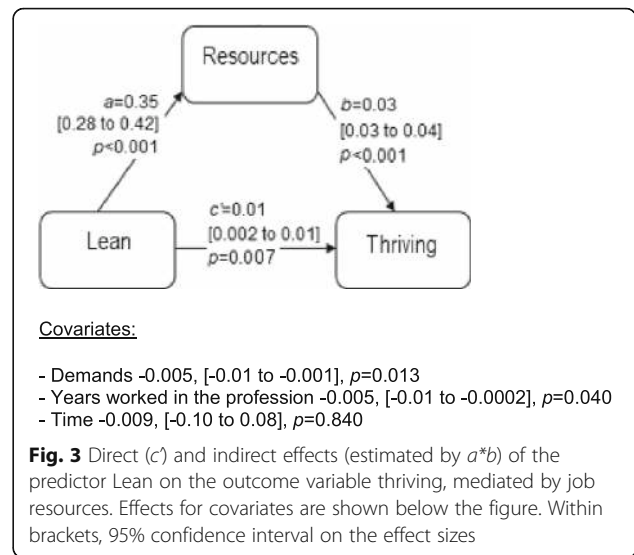 Resources
a=0.35
[0.28 to 0.42]
p<0.001
b=0.03
[0.03 to 0.04]
p<0.001
Lean
c'=0.01
[0.002 to 0.01]
p=0.007
Thriving
Covariates:
- Demands -0.005, [-0.01 to -0.001], p=0.013
- Years worked in the profession -0.005, [-0.01 to -0.0002], p=0.040
- Time -0.009, [-0.10 to 0.08], p=0.840
Fig. 3 Direct (c') and indirect effects (estimated by a*b) of the
predictor Lean on the outcome variable thriving, mediated by job
resources. Effects for covariates are shown below the figure. Within
brackets, 95% confidence interval on the effect sizes